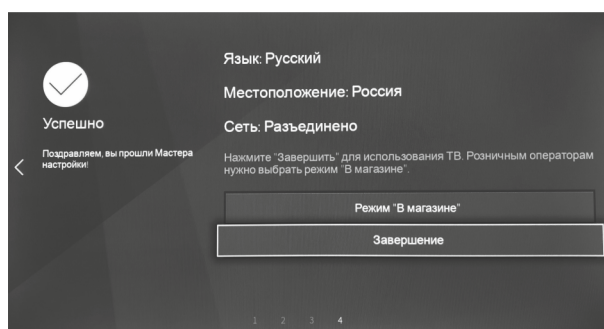 Успешно
Поздравляем, вы прошли Мастера
настройки!
Язык: Русский
Местоположение: Россия
Сеть: Разъединено
Нажмите "Завершить" для использования ТВ. Розничным операторам
нужно выбрать режим "В магазине".
Режим "В магазине"
Завершение
1 2 3 4